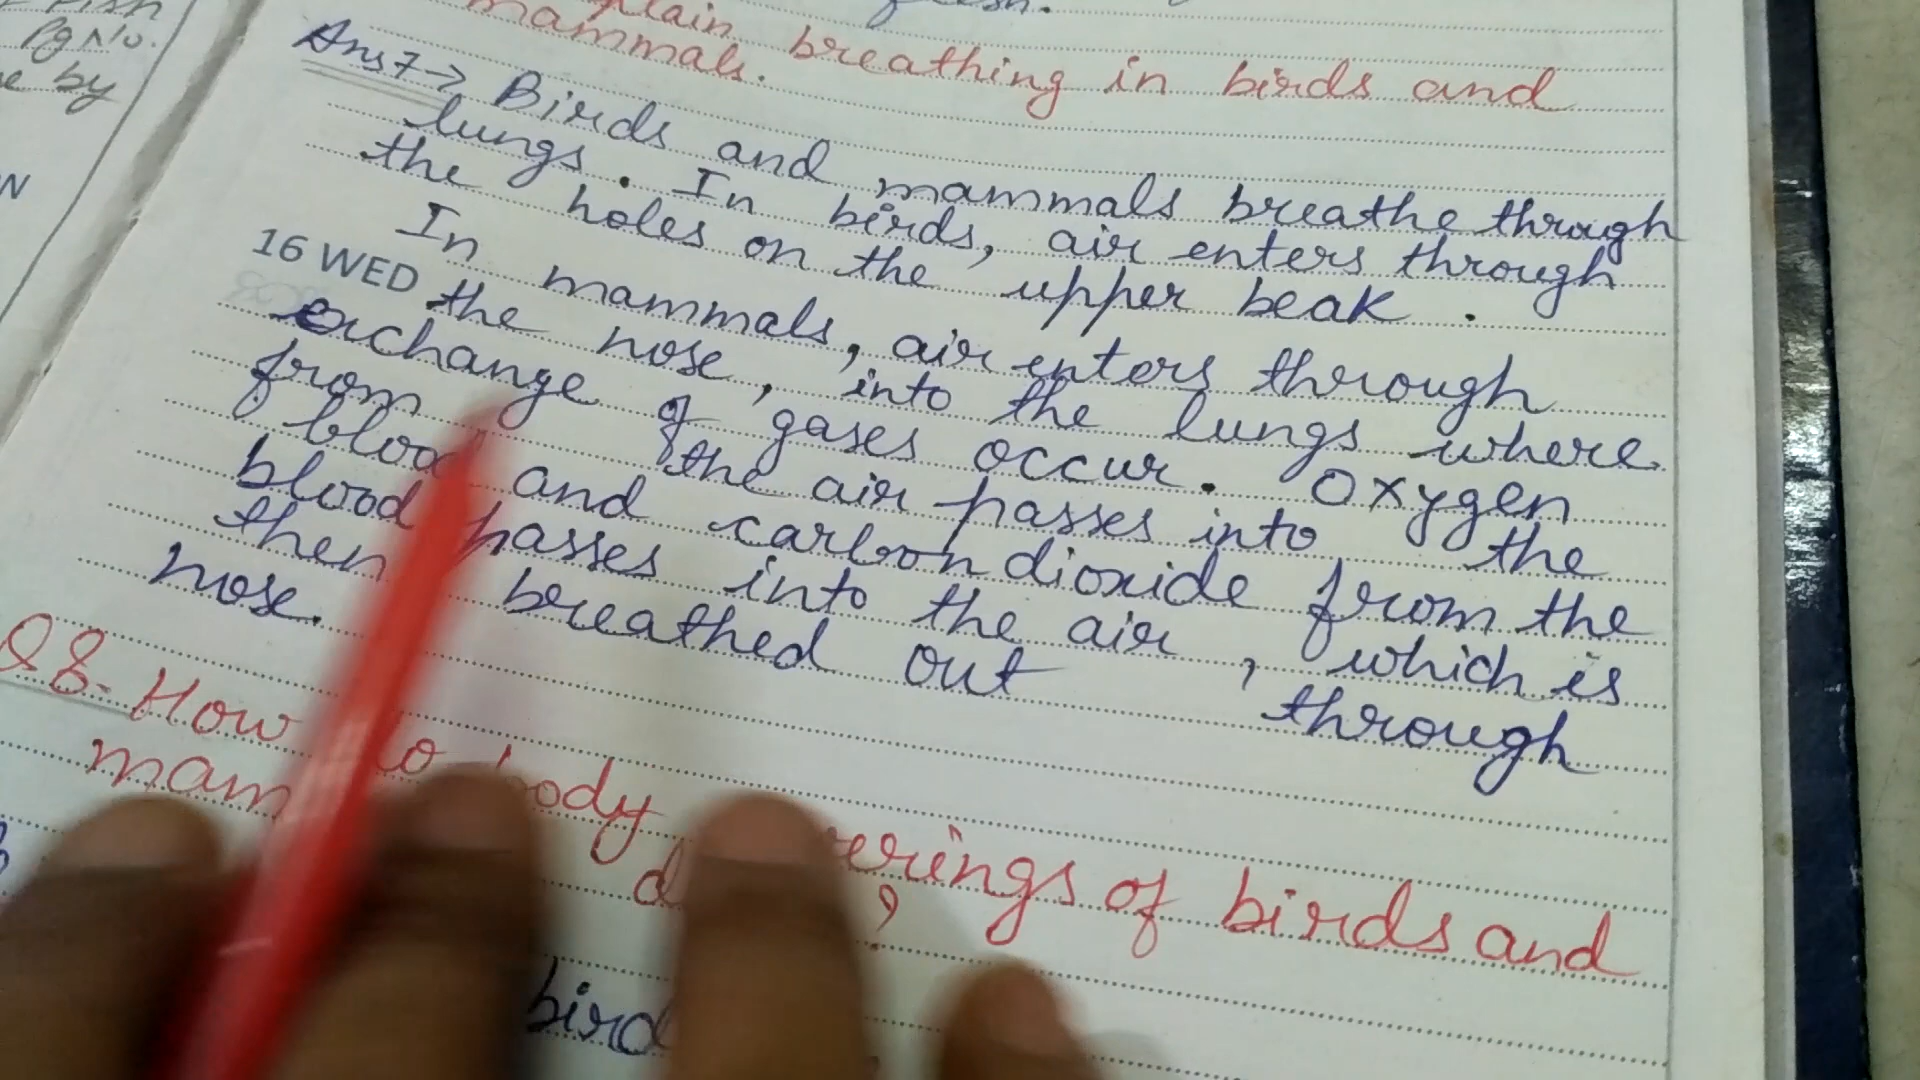 Pg No.
by
breathing in birds and
mammals.
Ans 7→ Birds and mammals breathe through
lungs. In birds, air enters through
the holes on the upper beak.
In mammals, air enters through
16 WED
the nose, into the lungs where
exchange of gases occur. Oxygen
from the air passes into the
blood and carbon dioxide from the
blood passes into the air, which is
then breathed out through
nose.
Q8- How body of birds and
bird